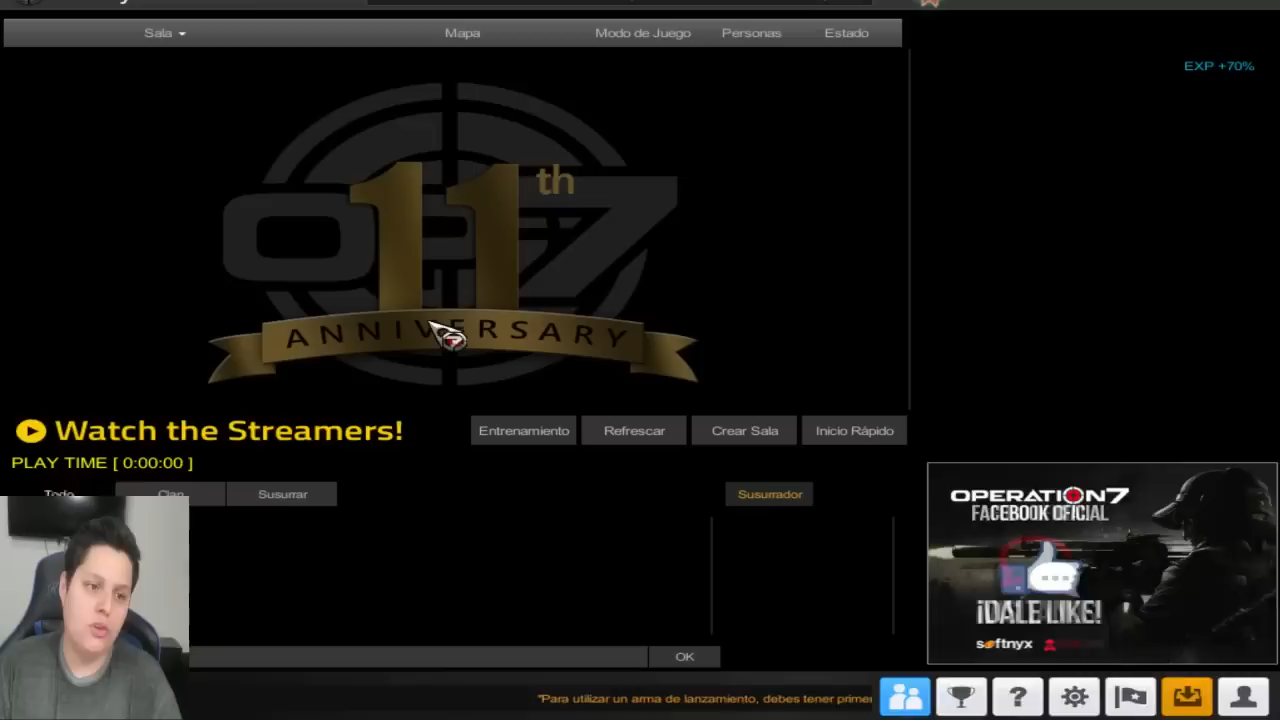 Sala
Mapa
Modo de Juego
Personas
Estado
EXP +70%
11th
ANNIVERSARY
Watch the Streamers!
Entrenamiento
Refrescar
Crear Sala
Inicio Rápido
PLAY TIME [ 0:00:00 ]
Todo
Clan
Susurrar
Susurrador
OPERATION7
FACEBOOK OFICIAL
¡DALE LIKE!
softnyx
OK
"Para utilizar un arma de lanzamiento, debes tener primer